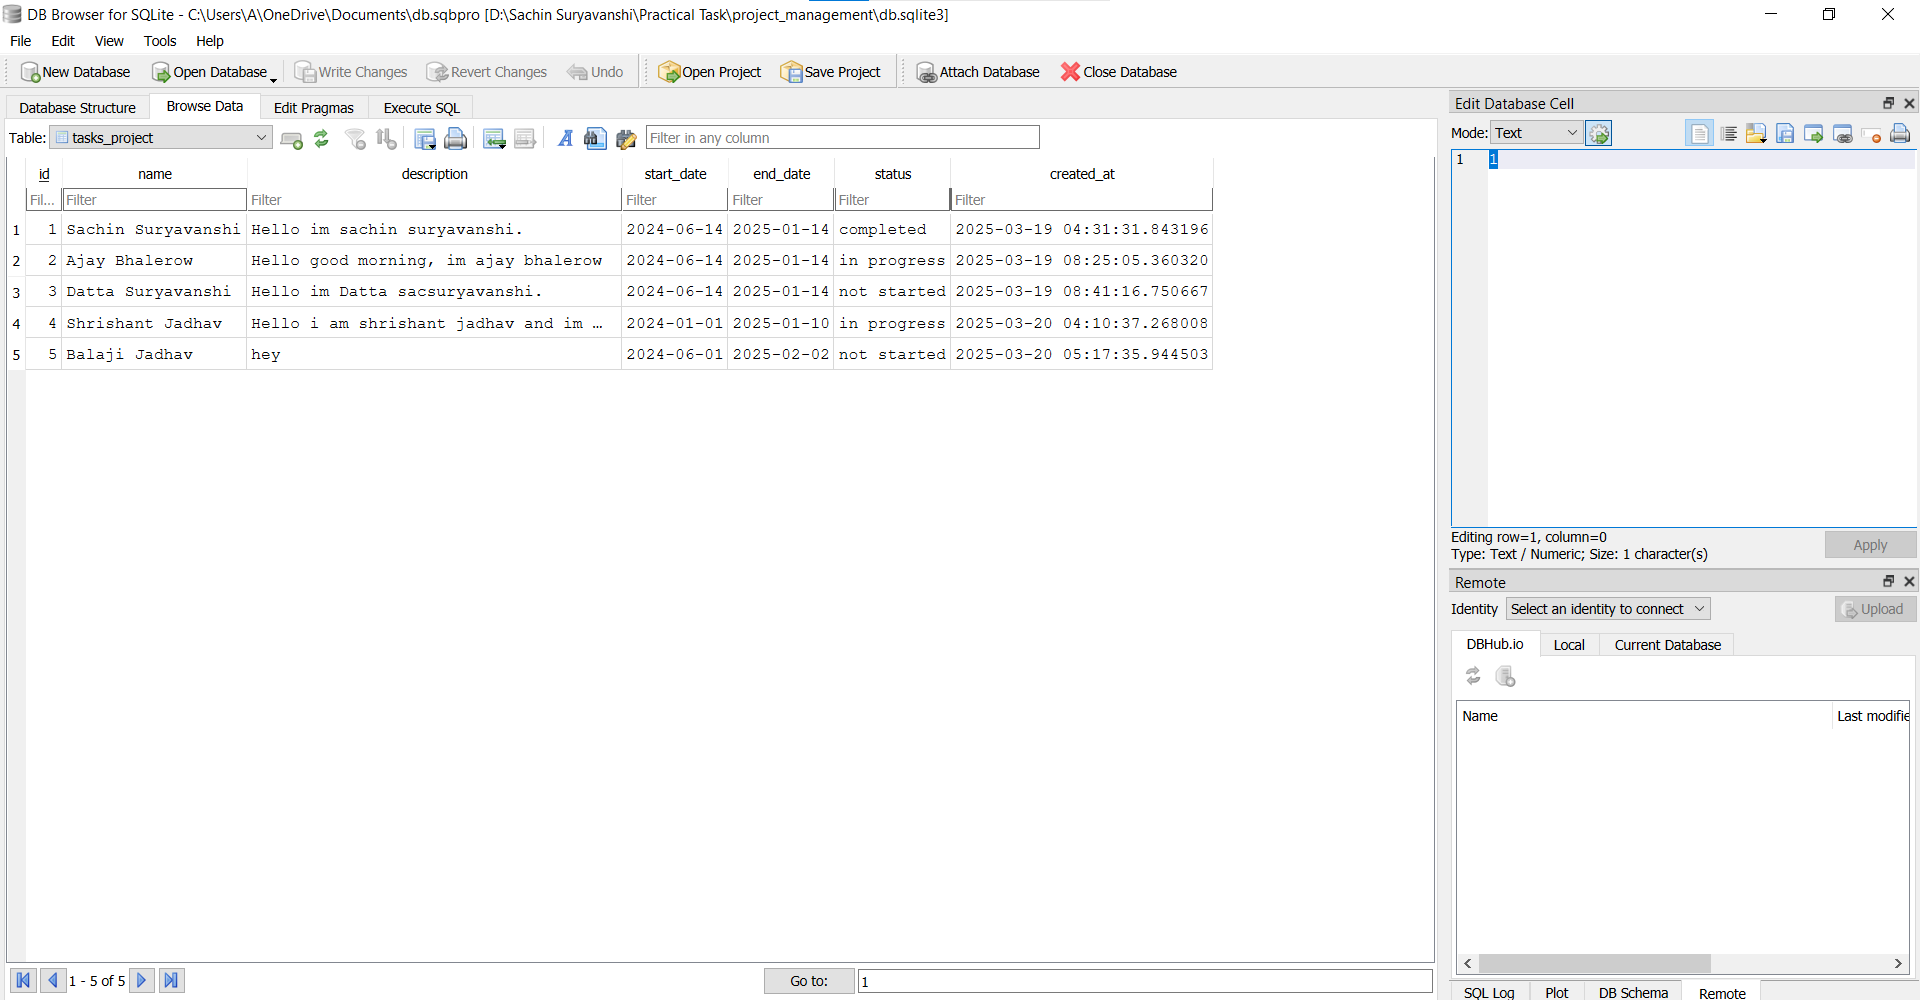 DB Browser for SQLite - C:\Users\A\OneDrive\Documents\db.sqbpro [D:\Sachin Suryavanshi\Practical Task\project_management\db.sqlite3]
File Edit View Tools Help
New Database Open Database Write Changes Revert Changes Undo Open Project Save Project Attach Database Close Database
Database Structure Browse Data Edit Pragmas Execute SQL
Table: tasks_project Filter in any column
id name description start_date end_date status created_at
Fil... Filter Filter Filter Filter Filter Filter
1 1 Sachin Suryavanshi Hello im sachin suryavanshi. 2024-06-14 2025-01-14 completed 2025-03-19 04:31:31.843196
2 2 Ajay Bhalerow Hello good morning, im ajay bhalerow 2024-06-14 2025-01-14 in progress 2025-03-19 08:25:05.360320
3 3 Datta Suryavanshi Hello im Datta sacsuryavanshi. 2024-06-14 2025-01-14 not started 2025-03-19 08:41:16.750667
4 4 Shrishant Jadhav Hello i am shrishant jadhav and im … 2024-01-01 2025-01-10 in progress 2025-03-20 04:10:37.268008
5 5 Balaji Jadhav hey 2024-06-01 2025-02-02 not started 2025-03-20 05:17:35.944503
1 - 5 of 5 Go to: 1
Edit Database Cell
Mode: Text
1 1
Editing row=1, column=0
Type: Text / Numeric; Size: 1 character(s)
Apply
Remote
Identity Select an identity to connect Upload
DBHub.io Local Current Database
Name Last modifie
SQL Log Plot DB Schema Remote